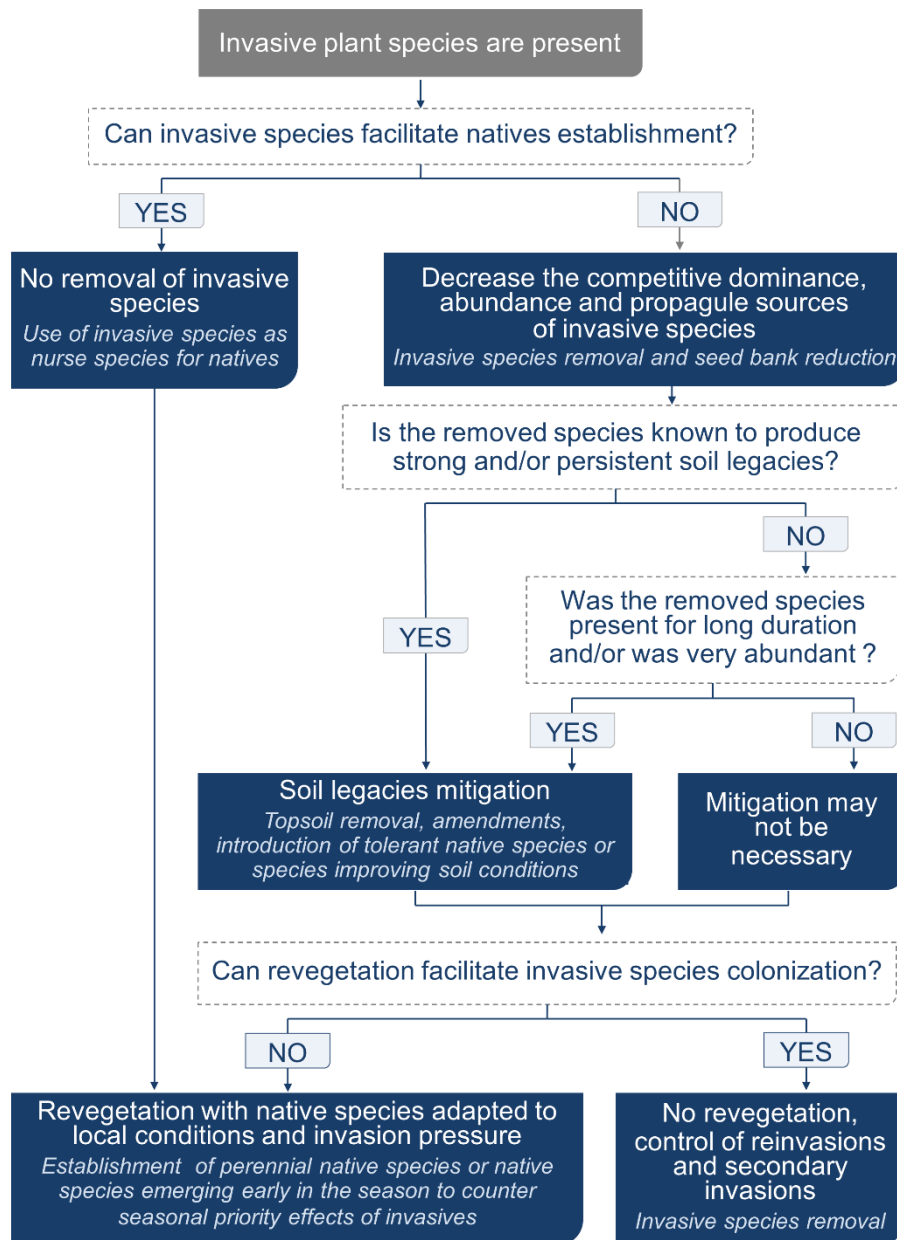 Invasive plant species are present
Can invasive species facilitate natives establishment?
YES
NO
No removal of invasive
species
Use of invasive species as
nurse species for natives
Decrease the competitive dominance,
abundance and propagule sources
of invasive species
Invasive species removal and seed bank reduction
Is the removed species known to produce
strong and/or persistent soil legacies?
NO
YES
Was the removed species
present for long duration
and/or was very abundant ?
YES
NO
Soil legacies mitigation
Topsoil removal, amendments,
introduction of tolerant native species or
species improving soil conditions
Mitigation may
not be
necessary
Can revegetation facilitate invasive species colonization?
NO
YES
Revegetation with native species adapted to
local conditions and invasion pressure
Establishment of perennial native species or native
species emerging early in the season to counter
seasonal priority effects of invasives
No revegetation,
control of reinvasions
and secondary
invasions
Invasive species removal